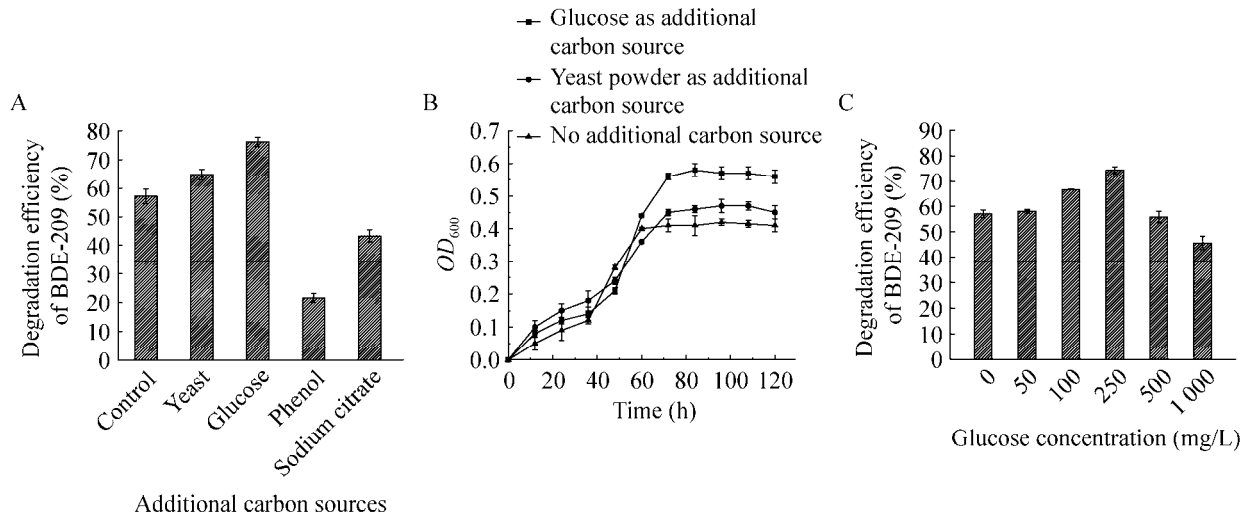 Glucose as additional
carbon source
Yeast powder as additional
carbon source
No additional carbon source
A
Degradation efficiency
of BDE-209 (%)
80
70
60
50
40
30
20
10
0
Control
Yeast
Glucose
Phenol
Sodium citrate
Additional carbon sources
B
OD600
0.7
0.6
0.5
0.4
0.3
0.2
0.1
0.0
0 20 40 60 80 100 120
Time (h)
C
Degradation efficiency
of BDE-209 (%)
90
80
70
60
50
40
30
20
10
0
0
50
100
250
500
1 000
Glucose concentration (mg/L)